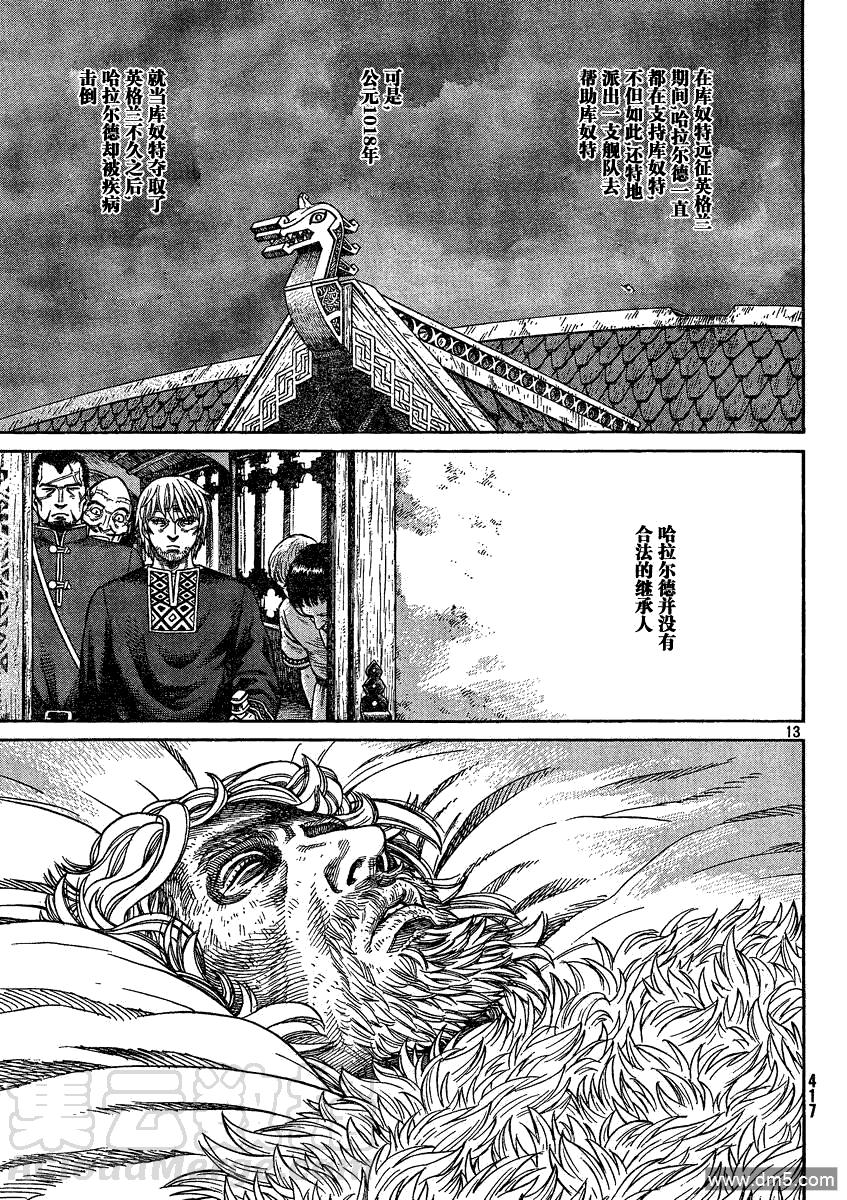 在库奴特远征英格兰
期间,哈拉尔德一直
都在支持库奴特,
不但如此,还特地
派出一支舰队去
帮助库奴特
可是,
公元1018年
就当库奴特夺取了
英格兰不久之后,
哈拉尔德却被疾病
击倒
哈拉尔德并没有
合法的继承人
13
417
集云数
www.dm5.com